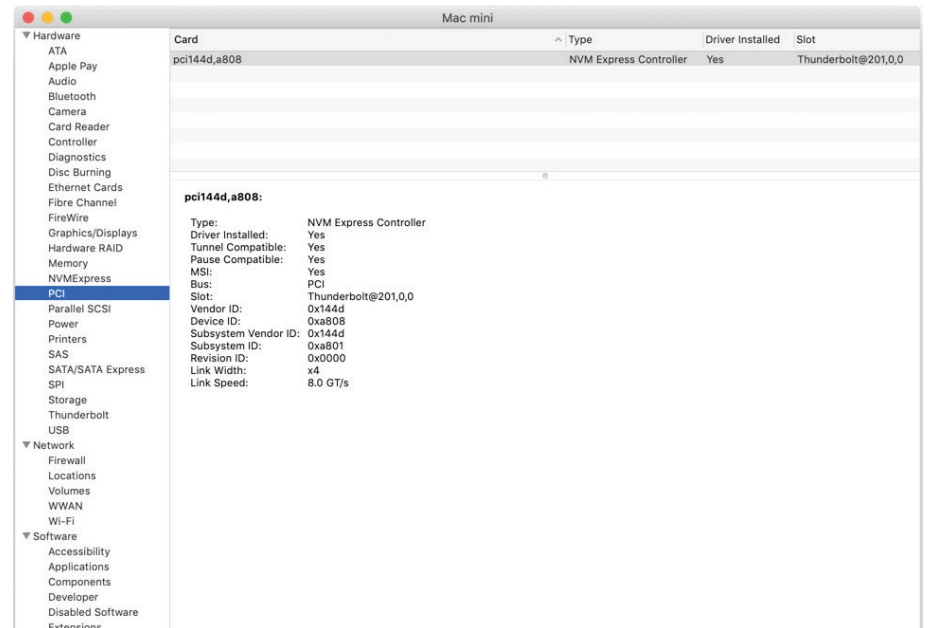 Mac mini
Hardware
ATA
Apple Pay
Audio
Bluetooth
Camera
Card Reader
Controller
Diagnostics
Disc Burning
Ethernet Cards
Fibre Channel
FireWire
Graphics/Displays
Hardware RAID
Memory
NVMExpress
PCI
Parallel SCSI
Power
Printers
SAS
SATA/SATA Express
SPI
Storage
Thunderbolt
USB
Network
Firewall
Locations
Volumes
WWAN
Wi-Fi
Software
Accessibility
Applications
Components
Developer
Disabled Software
Extensions
Card Type Driver Installed Slot
pci144d,a808 NVM Express Controller Yes Thunderbolt@201,0,0
pci144d,a808:
Type: NVM Express Controller
Driver Installed: Yes
Tunnel Compatible: Yes
Pause Compatible: Yes
MSI: Yes
Bus: PCI
Slot: Thunderbolt@201,0,0
Vendor ID: 0x144d
Device ID: 0xa808
Subsystem Vendor ID: 0x144d
Subsystem ID: 0xa801
Revision ID: 0x0000
Link Width: x4
Link Speed: 8.0 GT/s